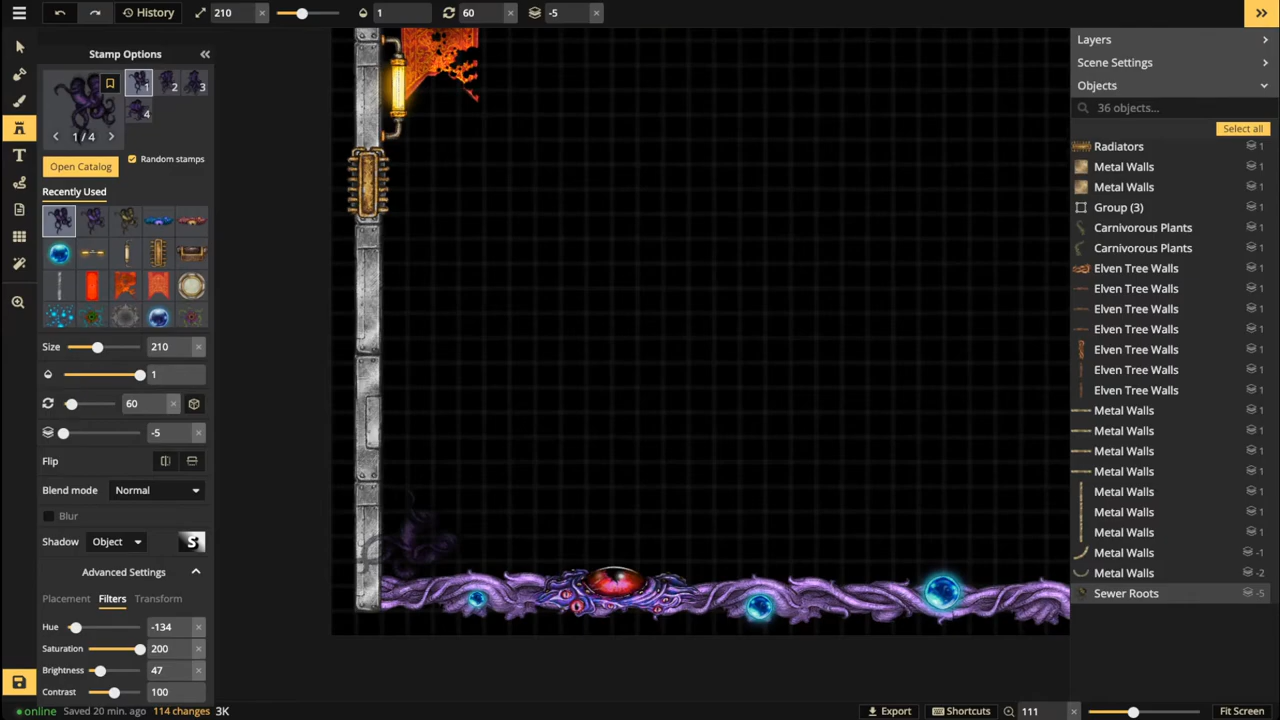 History 210 1 60 -5
Stamp Options
1 2 3
4
1/4
Open Catalog Random stamps
Recently Used
Size 210
1
60
-5
Flip
Blend mode Normal
Blur
Shadow Object S
Advanced Settings
Placement Filters Transform
Hue -134
Saturation 200
Brightness 47
Contrast 100
online Saved 20 min. ago 114 changes 3K
Layers
Scene Settings
Objects
36 objects...
Select all
Radiators 1
Metal Walls 1
Metal Walls 1
Group (3) 1
Carnivorous Plants 1
Carnivorous Plants 1
Elven Tree Walls 1
Elven Tree Walls 1
Elven Tree Walls 1
Elven Tree Walls 1
Elven Tree Walls 1
Elven Tree Walls 1
Elven Tree Walls 1
Metal Walls 1
Metal Walls 1
Metal Walls 1
Metal Walls 1
Metal Walls 1
Metal Walls 1
Metal Walls 1
Metal Walls -1
Metal Walls -2
Sewer Roots -5
Export Shortcuts 111 Fit Screen